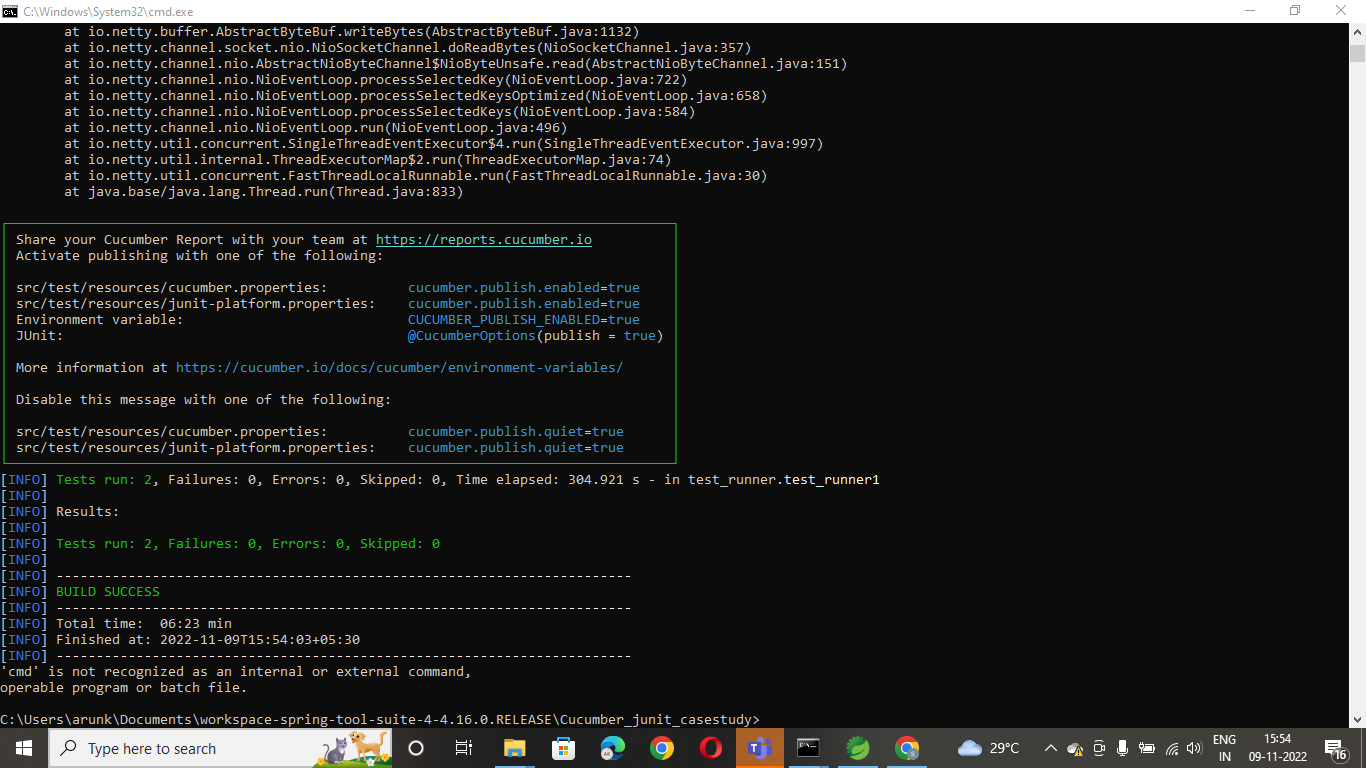 C:\Windows\System32\cmd.exe
at io.netty.buffer.AbstractByteBuf.writeBytes(AbstractByteBuf.java:1132)
at io.netty.channel.socket.nio.NioSocketChannel.doReadBytes(NioSocketChannel.java:357)
at io.netty.channel.nio.AbstractNioByteChannel$NioByteUnsafe.read(AbstractNioByteChannel.java:151)
at io.netty.channel.nio.NioEventLoop.processSelectedKey(NioEventLoop.java:722)
at io.netty.channel.nio.NioEventLoop.processSelectedKeysOptimized(NioEventLoop.java:658)
at io.netty.channel.nio.NioEventLoop.processSelectedKeys(NioEventLoop.java:584)
at io.netty.channel.nio.NioEventLoop.run(NioEventLoop.java:496)
at io.netty.util.concurrent.SingleThreadEventExecutor$4.run(SingleThreadEventExecutor.java:997)
at io.netty.util.internal.ThreadExecutorMap$2.run(ThreadExecutorMap.java:74)
at io.netty.util.concurrent.FastThreadLocalRunnable.run(FastThreadLocalRunnable.java:30)
at java.base/java.lang.Thread.run(Thread.java:833)
Share your Cucumber Report with your team at https://reports.cucumber.io
Activate publishing with one of the following:
src/test/resources/cucumber.properties: cucumber.publish.enabled=true
src/test/resources/junit-platform.properties: cucumber.publish.enabled=true
Environment variable: CUCUMBER_PUBLISH_ENABLED=true
JUnit: @CucumberOptions(publish = true)
More information at https://cucumber.io/docs/cucumber/environment-variables/
Disable this message with one of the following:
src/test/resources/cucumber.properties: cucumber.publish.quiet=true
src/test/resources/junit-platform.properties: cucumber.publish.quiet=true
[INFO] Tests run: 2, Failures: 0, Errors: 0, Skipped: 0, Time elapsed: 304.921 s - in test_runner.test_runner1
[INFO]
[INFO] Results:
[INFO]
[INFO] Tests run: 2, Failures: 0, Errors: 0, Skipped: 0
[INFO]
[INFO] ------------------------------------------------------------------------
[INFO] BUILD SUCCESS
[INFO] ------------------------------------------------------------------------
[INFO] Total time:  06:23 min
[INFO] Finished at: 2022-11-09T15:54:03+05:30
[INFO] ------------------------------------------------------------------------
'cmd' is not recognized as an internal or external command,
operable program or batch file.
C:\Users\arunk\Documents\workspace-spring-tool-suite-4-4.16.0.RELEASE\Cucumber_junit_casestudy>
Type here to search
29°C
ENG
IN
15:54
09-11-2022
16